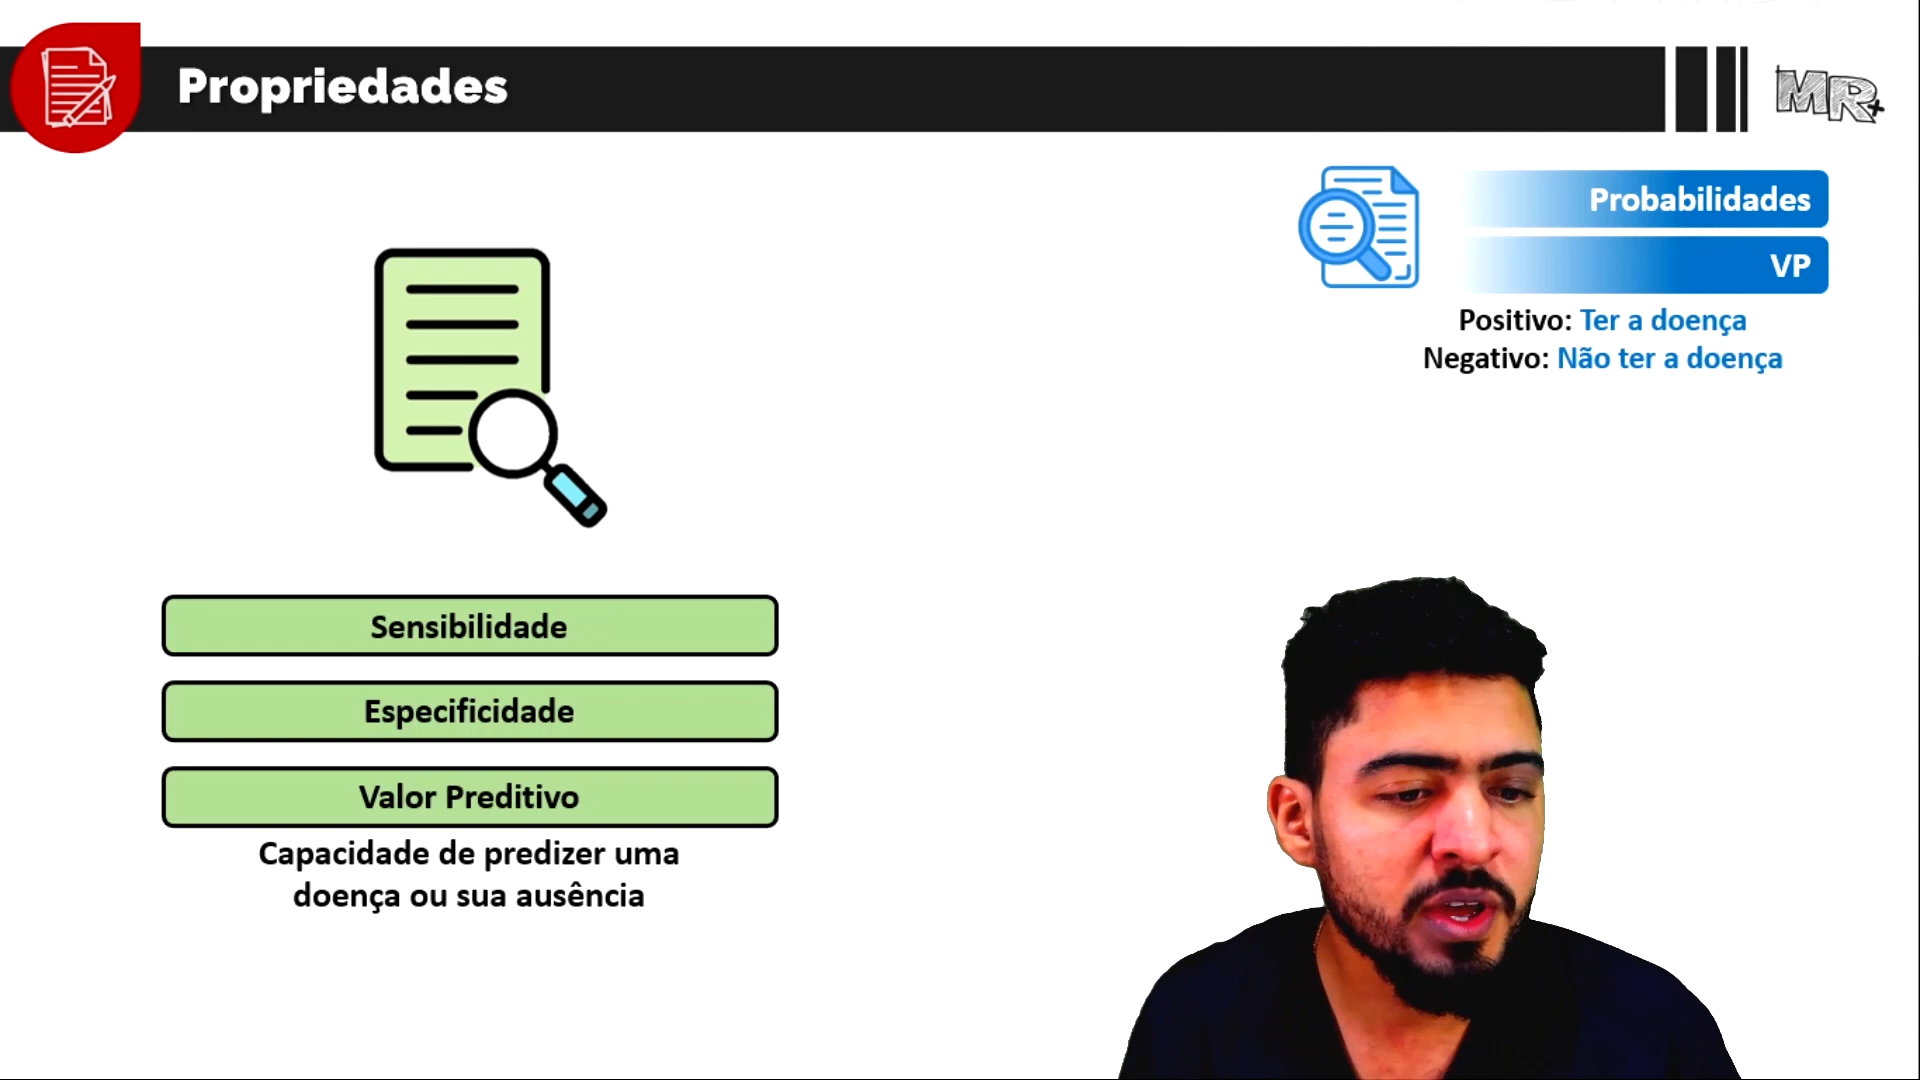 Propriedades
MR+
Probabilidades
VP
Positivo: Ter a doença
Negativo: Não ter a doença
Sensibilidade
Especificidade
Valor Preditivo
Capacidade de predizer uma
doença ou sua ausência